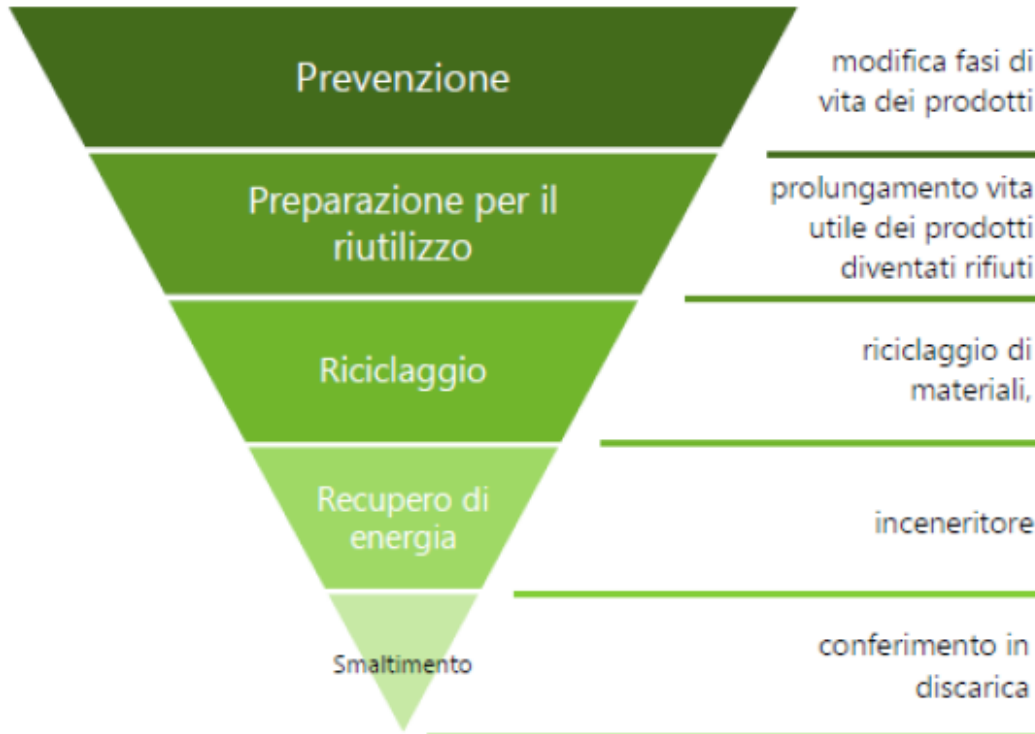 Prevenzione
modifica fasi di
vita dei prodotti
Preparazione per il
riutilizzo
prolungamento vita
utile dei prodotti
diventati rifiuti
Riciclaggio
riciclaggio di
materiali,
Recupero di
energia
inceneritore
Smaltimento
conferimento in
discarica